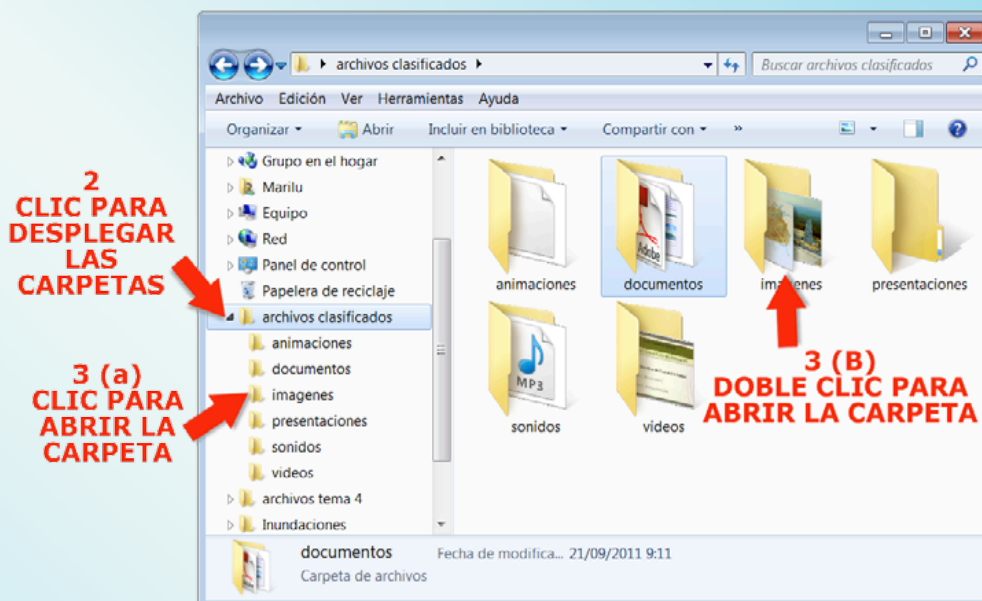 archivos clasificados
Buscar archivos clasificados
Archivo Edición Ver Herramientas Ayuda
Organizar Abrir Incluir en biblioteca Compartir con »
Grupo en el hogar
Marilu
Equipo
Red
Panel de control
Papelera de reciclaje
archivos clasificados
animaciones
documentos
imagenes
presentaciones
sonidos
videos
archivos tema 4
Inundaciones
2
CLIC PARA
DESPLEGAR
LAS
CARPETAS
3 (a)
CLIC PARA
ABRIR LA
CARPETA
Adobe
animaciones documentos imagenes presentaciones
MP3
sonidos videos
3 (B)
DOBLE CLIC PARA
ABRIR LA CARPETA
documentos Fecha de modifica... 21/09/2011 9:11
Carpeta de archivos